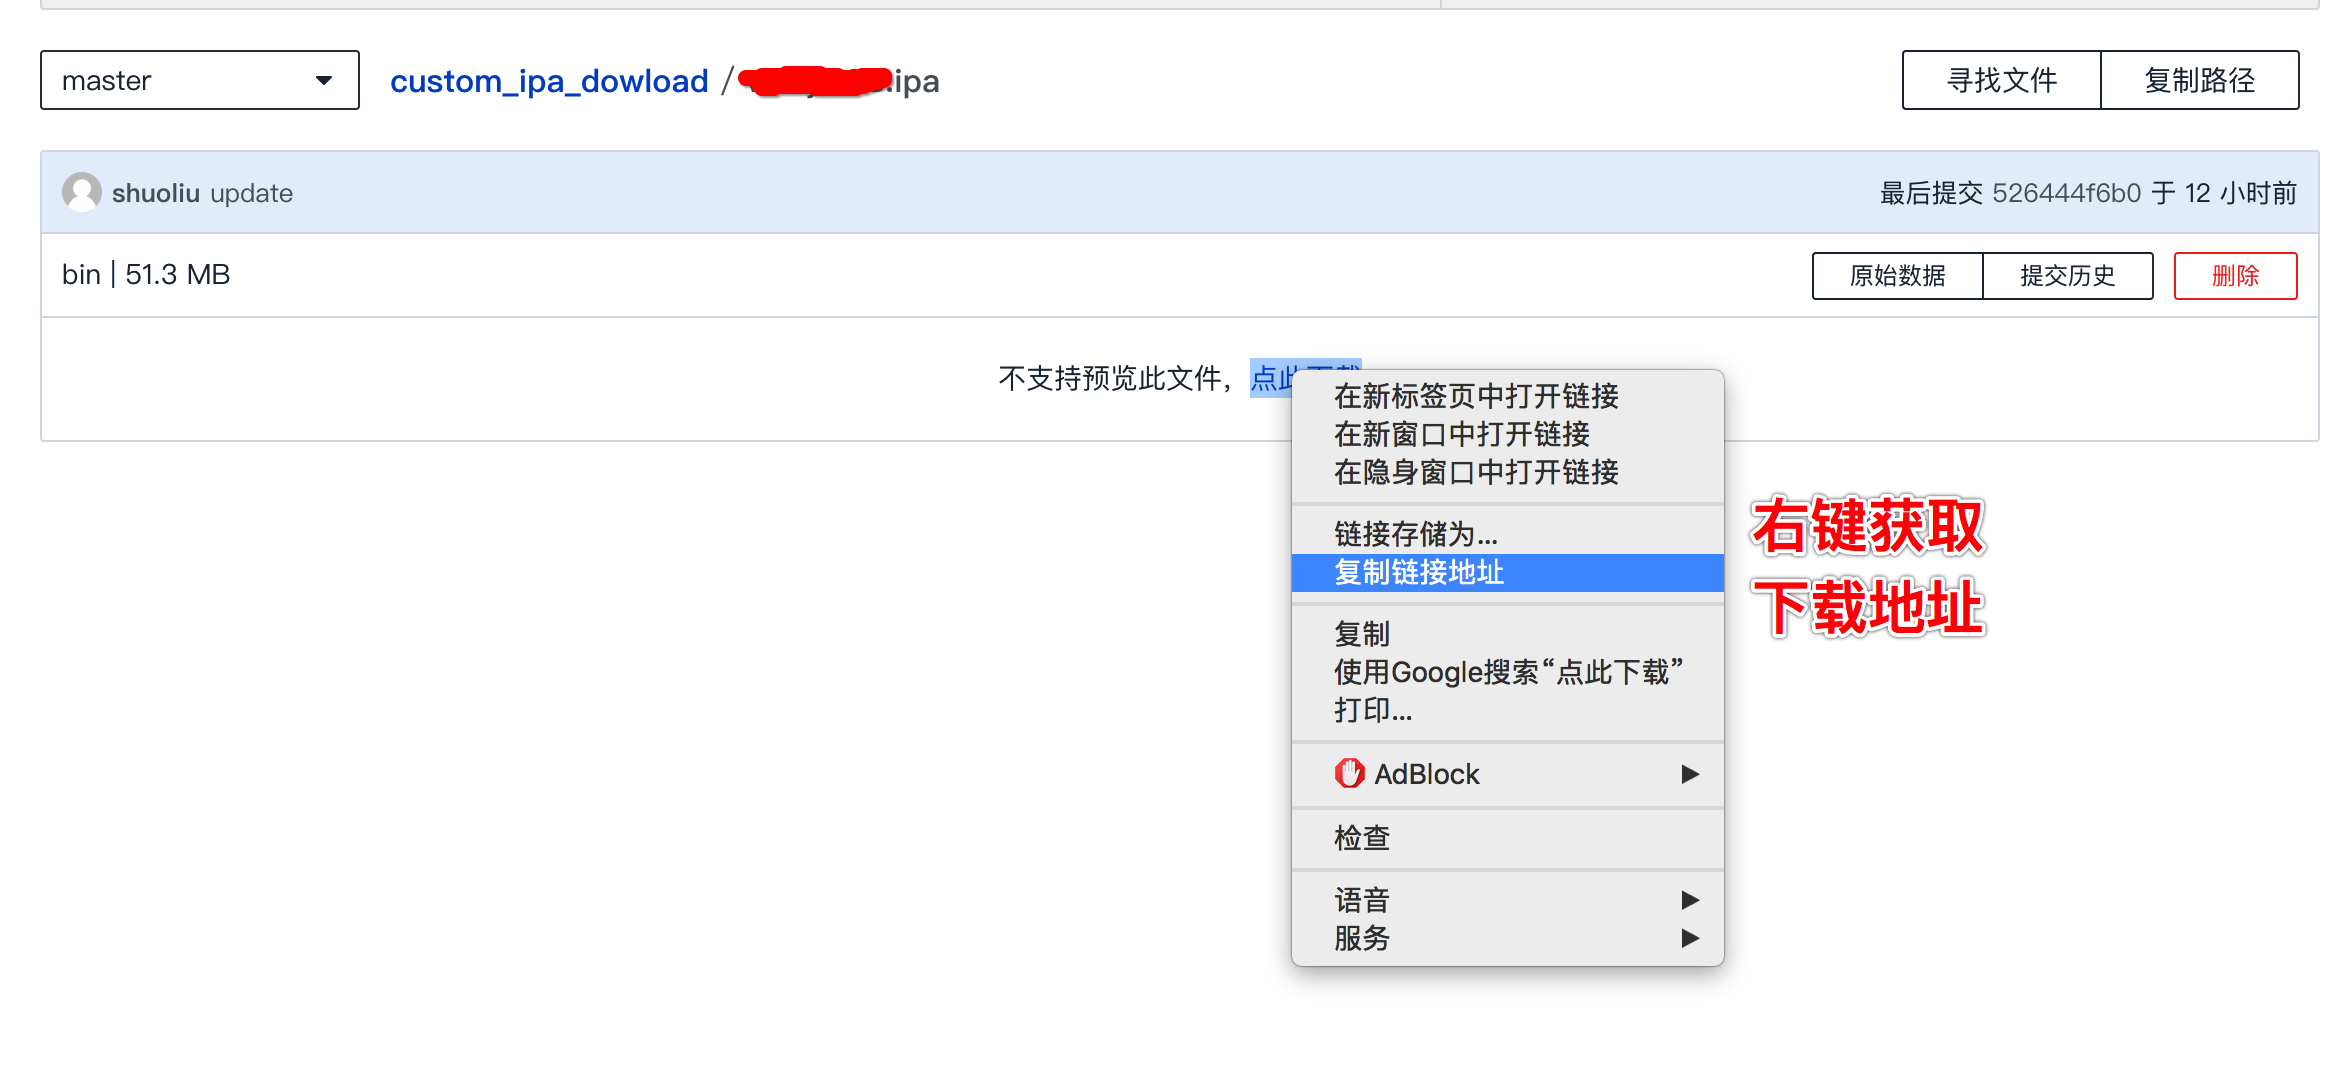 master
custom_ipa_dowload / .ipa
寻找文件
复制路径
shuoliu update
最后提交 526444f6b0 于 12 小时前
bin | 51.3 MB
原始数据
提交历史
删除
不支持预览此文件，点此下载
在新标签页中打开链接
在新窗口中打开链接
在隐身窗口中打开链接
链接存储为...
复制链接地址
右键获取
下载地址
复制
使用Google搜索“点此下载”
打印...
AdBlock
检查
语音
服务